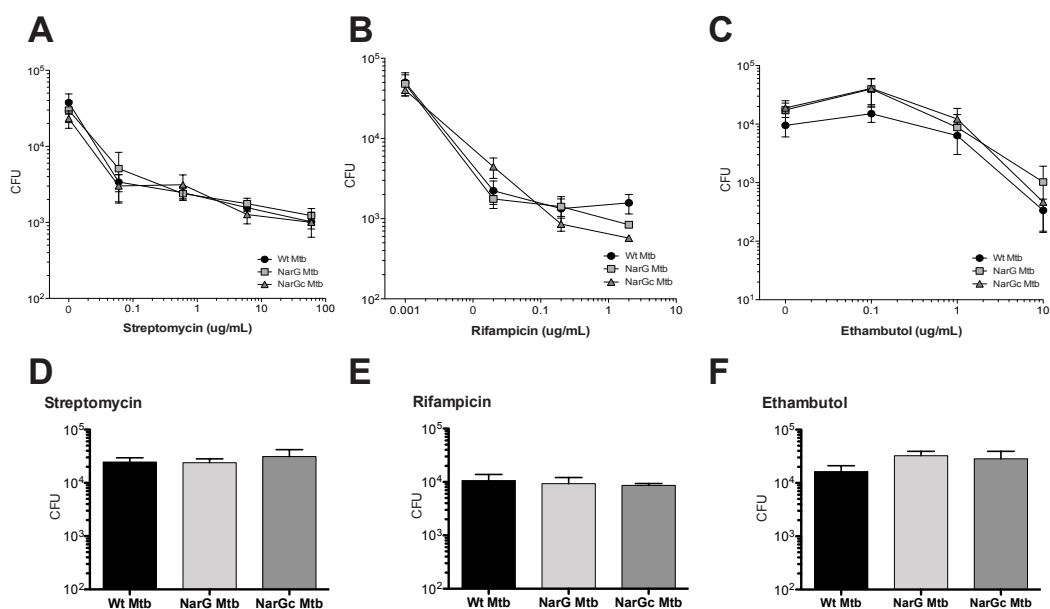 A
B
C
10^5
10^4
10^3
10^2
CFU
0
0.1
1
10
100
Streptomycin (ug/mL)
Wt Mtb
NarG Mtb
NarGc Mtb
10^5
10^4
10^3
10^2
CFU
0.001
0
0.1
1
10
Rifampicin (ug/mL)
Wt Mtb
NarG Mtb
NarGc Mtb
10^5
10^4
10^3
10^2
10^1
CFU
0
0.1
1
10
Ethambutol (ug/mL)
Wt Mtb
NarG Mtb
NarGc Mtb
D
Streptomycin
10^5
10^4
10^3
10^2
CFU
Wt Mtb
NarG Mtb
NarGc Mtb
E
Rifampicin
10^5
10^4
10^3
10^2
CFU
Wt Mtb
NarG Mtb
NarGc Mtb
F
Ethambutol
10^5
10^4
10^3
10^2
CFU
Wt Mtb
NarG Mtb
NarGc Mtb